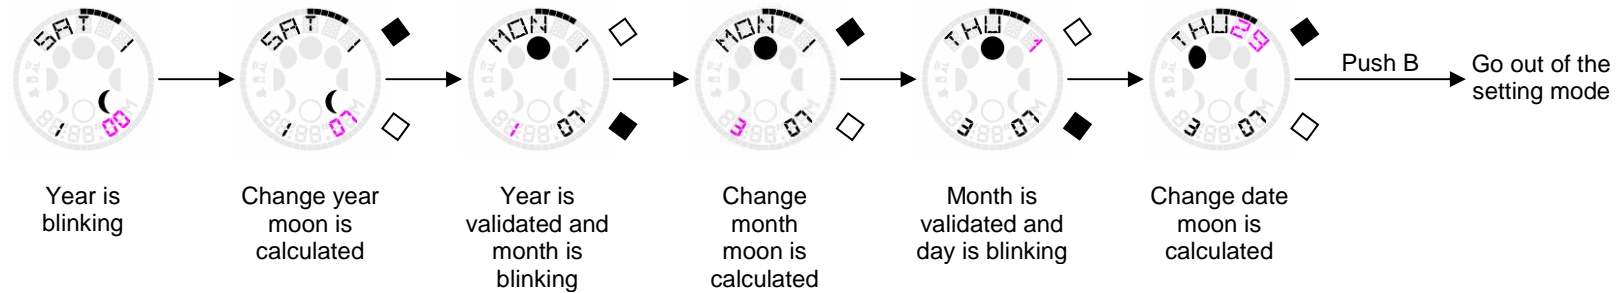 SAT 1
1 00
SAT 1
1 07
MON 1
1 07
MON 1
3 07
THU 1
3 07
THU 29
3 07
Push B
Go out of the
setting mode
Year is
blinking
Change year
moon is
calculated
Year is
validated and
month is
blinking
Change
month
moon is
calculated
Month is
validated and
day is blinking
Change date
moon is
calculated